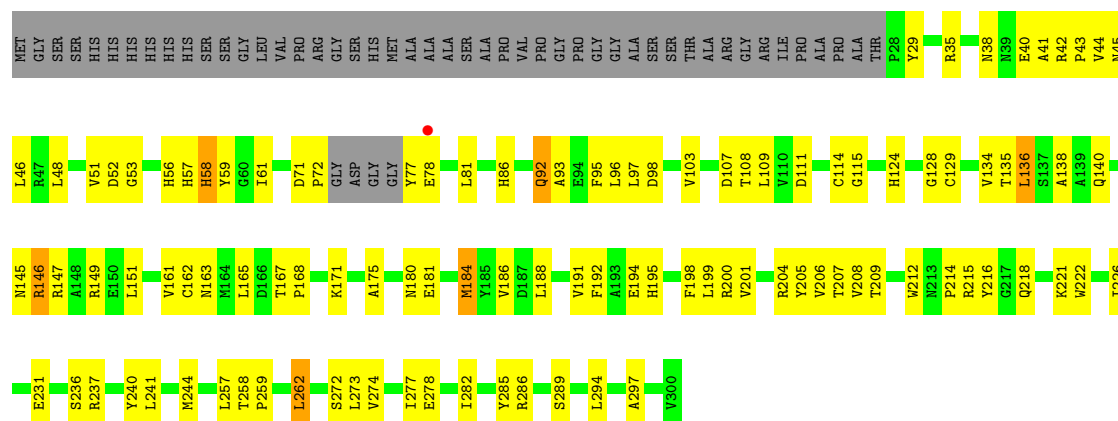 MET GLY SER SER HIS HIS HIS HIS HIS HIS SER SER GLY LEU VAL PRO ARG GLY SER HIS MET ALA ALA ALA SER ALA PRO VAL PRO GLY PRO GLY GLY ALA SER SER THR ALA ARG GLY ARG ILE PRO ALA PRO ALA THR P28 Y29 R35 N38 N39 E40 A41 R42 P43 V44 N45
L46 R47 L48 V51 D52 G53 H56 H57 H58 Y59 G60 I61 D71 P72 GLY ASP GLY GLY Y77 E78 L81 H86 Q92 A93 E94 F95 L96 L97 D98 V103 D107 T108 L109 V110 D111 C114 G115 H124 G128 C129 V134 T135 L136 S137 A138 A139 Q140
N145 R146 R147 A148 R149 E150 L151 V161 C162 N163 M164 L165 D166 T167 P168 K171 A175 N180 E181 M184 Y185 V186 D187 L188 V191 F192 A193 E194 H195 F198 L199 R200 V201 R204 Y205 V206 T207 V208 T209 W212 N213 P214 R215 Y216 G217 Q218 K221 W222 I226
E231 S236 R237 Y240 L241 M244 L257 T258 P259 L262 S272 L273 V274 I277 E278 I282 Y285 R286 S289 L294 A297 V300